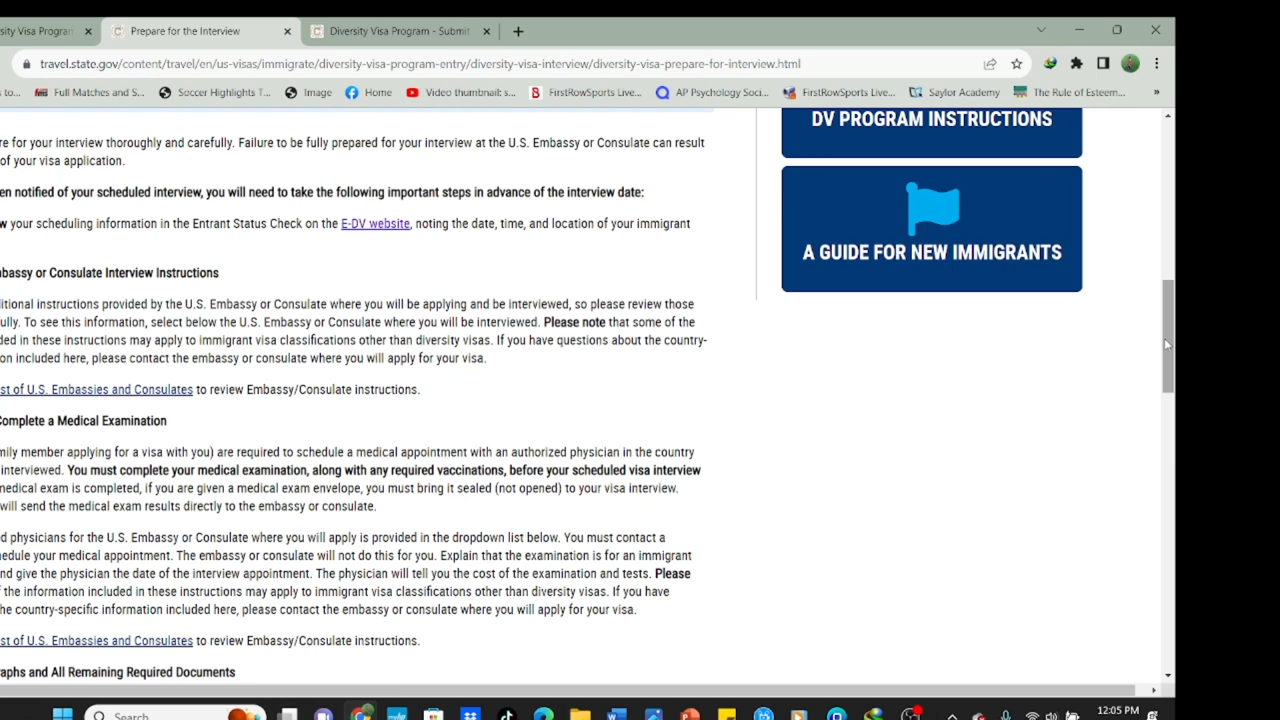 sity Visa Program
Prepare for the Interview
Diversity Visa Program - Submit
travel.state.gov/content/travel/en/us-visas/immigrate/diversity-visa-program-entry/diversity-visa-interview/diversity-visa-prepare-for-interview.html
s to...
Full Matches and S...
Soccer Highlights T...
Image
Home
Video thumbnail: s...
FirstRowSports Live...
AP Psychology Soci...
FirstRowSports Live...
Saylor Academy
The Rule of Esteem...
»
re for your interview thoroughly and carefully. Failure to be fully prepared for your interview at the U.S. Embassy or Consulate can result
of your visa application.
en notified of your scheduled interview, you will need to take the following important steps in advance of the interview date:
w your scheduling information in the Entrant Status Check on the E-DV website, noting the date, time, and location of your immigrant
mbassy or Consulate Interview Instructions
ditional instructions provided by the U.S. Embassy or Consulate where you will be applying and be interviewed, so please review those
ully. To see this information, select below the U.S. Embassy or Consulate where you will be interviewed. Please note that some of the
ded in these instructions may apply to immigrant visa classifications other than diversity visas. If you have questions about the country-
on included here, please contact the embassy or consulate where you will apply for your visa.
st of U.S. Embassies and Consulates to review Embassy/Consulate instructions.
Complete a Medical Examination
mily member applying for a visa with you) are required to schedule a medical appointment with an authorized physician in the country
interviewed. You must complete your medical examination, along with any required vaccinations, before your scheduled visa interview
medical exam is completed, if you are given a medical exam envelope, you must bring it sealed (not opened) to your visa interview.
will send the medical exam results directly to the embassy or consulate.
ed physicians for the U.S. Embassy or Consulate where you will apply is provided in the dropdown list below. You must contact a
hedule your medical appointment. The embassy or consulate will not do this for you. Explain that the examination is for an immigrant
nd give the physician the date of the interview appointment. The physician will tell you the cost of the examination and tests. Please
f the information included in these instructions may apply to immigrant visa classifications other than diversity visas. If you have
he country-specific information included here, please contact the embassy or consulate where you will apply for your visa.
st of U.S. Embassies and Consulates to review Embassy/Consulate instructions.
raphs and All Remaining Required Documents
DV PROGRAM INSTRUCTIONS
A GUIDE FOR NEW IMMIGRANTS
Search
12:05 PM